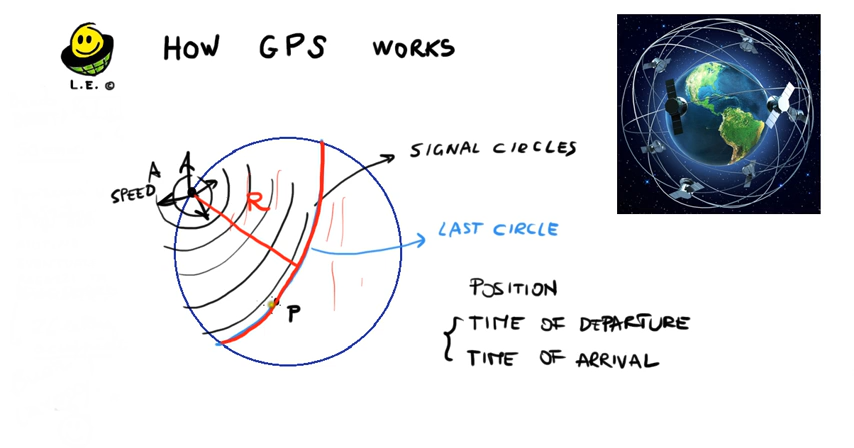 HOW GPS WORKS
L.E. ©
SIGNAL CIRCLES
A
A
SPEED
R
LAST CIRCLE
POSITION
P
TIME OF DEPARTURE
TIME OF ARRIVAL